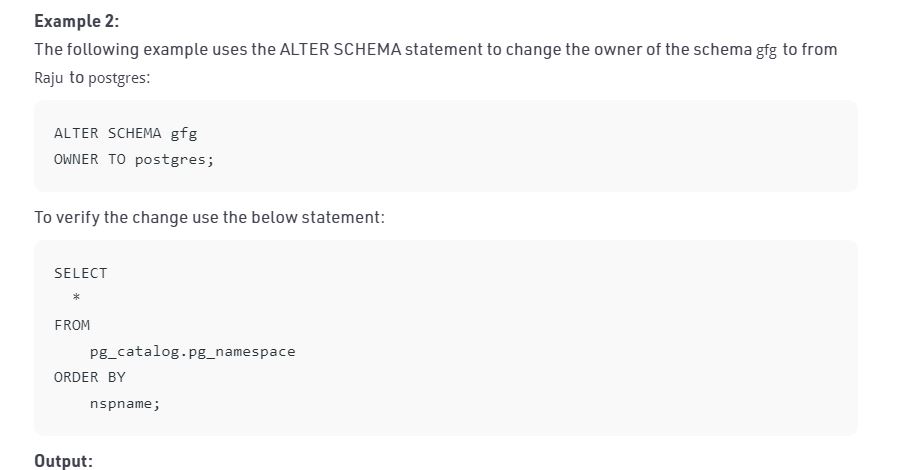 Example 2:
The following example uses the ALTER SCHEMA statement to change the owner of the schema gfg to from
Raju to postgres:
ALTER SCHEMA gfg
OWNER TO postgres;
To verify the change use the below statement:
SELECT
*
FROM
pg_catalog.pg_namespace
ORDER BY
nspname;
Output: